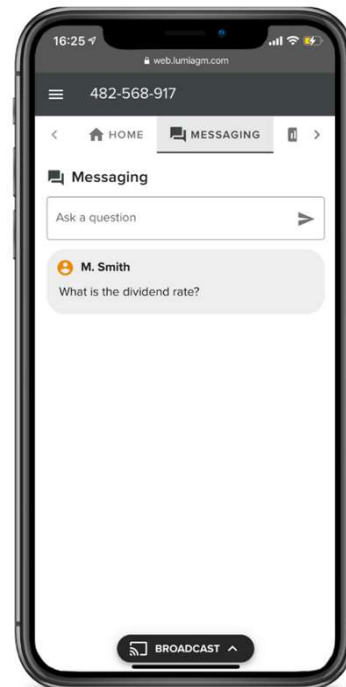 16:25
web.lumiagm.com
482-568-917
HOME
MESSAGING
Messaging
Ask a question
M. Smith
What is the dividend rate?
BROADCAST